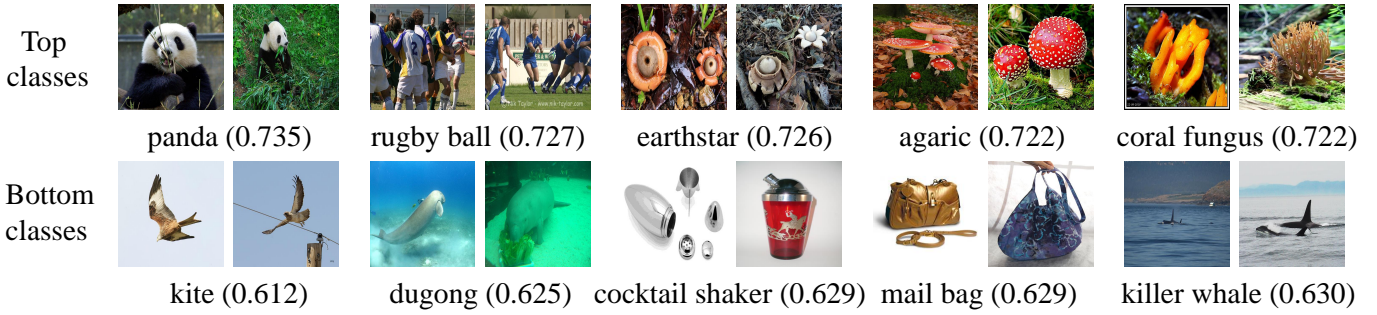 Top
classes
panda (0.735) rugby ball (0.727) earthstar (0.726) agaric (0.722) coral fungus (0.722)
Bottom
classes
kite (0.612) dugong (0.625) cocktail shaker (0.629) mail bag (0.629) killer whale (0.630)